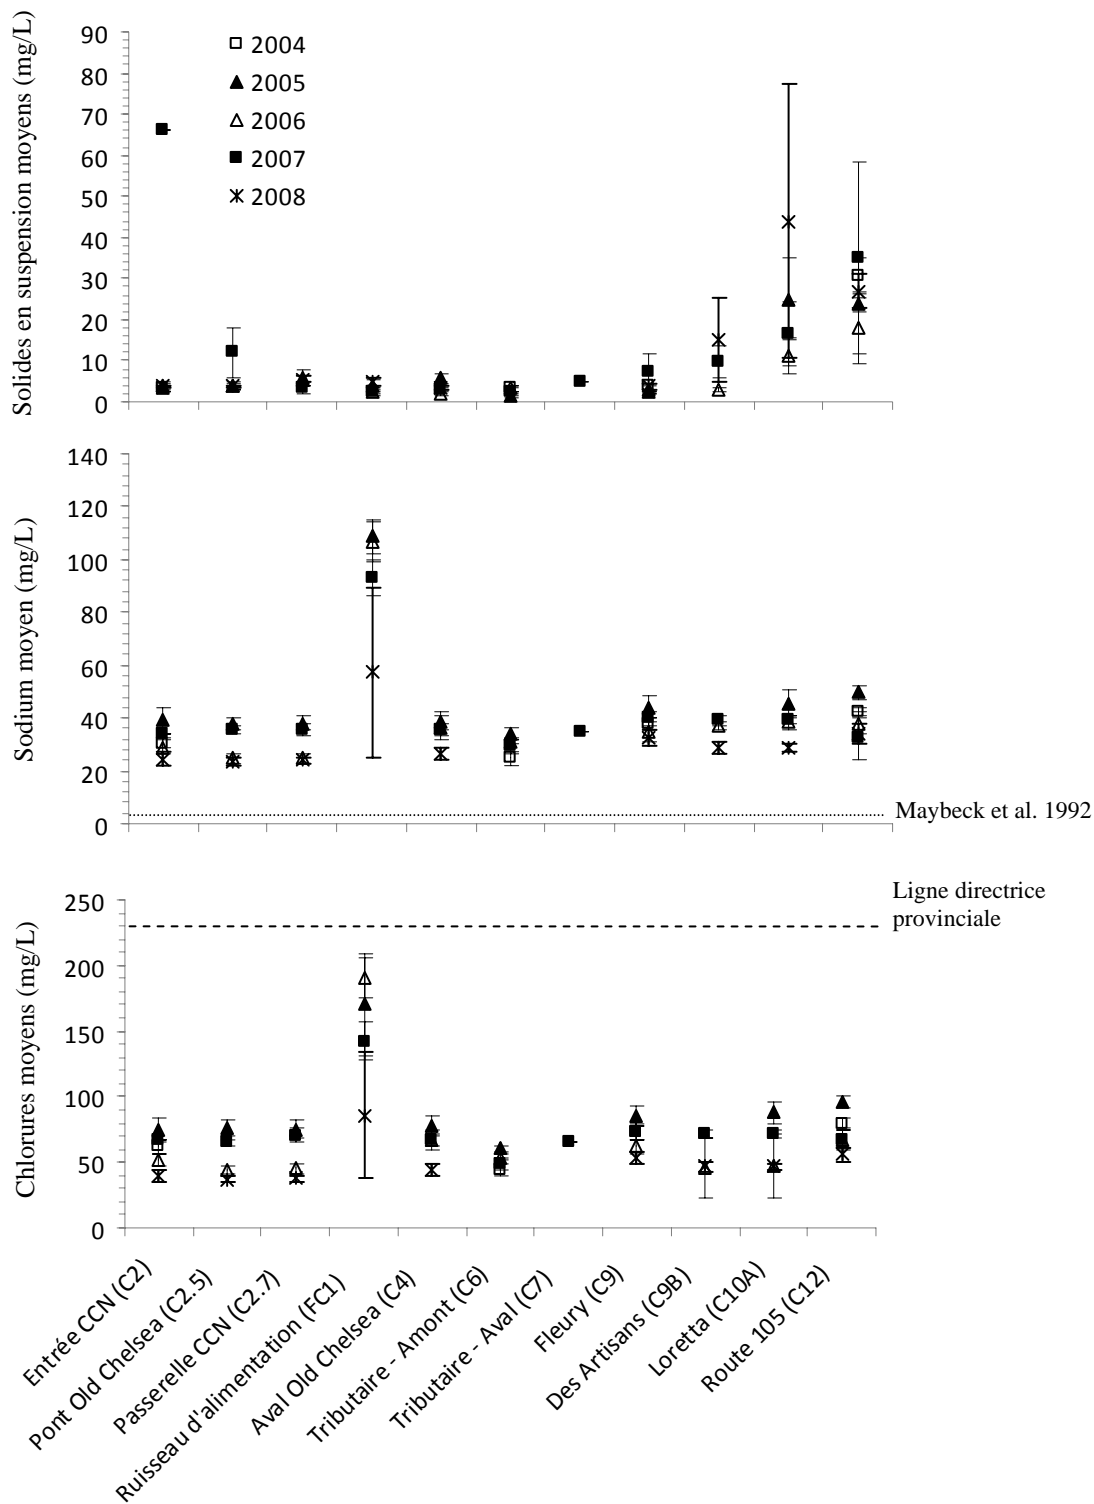 Solides en suspension moyens (mg/L)
90
80
70
60
50
40
30
20
10
0
2004
2005
2006
2007
2008
Sodium moyen (mg/L)
140
120
100
80
60
40
20
0
Maybeck et al. 1992
Chlorures moyens (mg/L)
250
200
150
100
50
0
Ligne directrice
provinciale
Entrée CCN (C2)
Pont Old Chelsea (C2.5)
Passerelle CCN (C2.7)
Ruisseau d'alimentation (FC1)
Aval Old Chelsea (C4)
Tributaire - Amont (C6)
Tributaire - Aval (C7)
Fleury (C9)
Des Artisans (C9B)
Loretta (C10A)
Route 105 (C12)